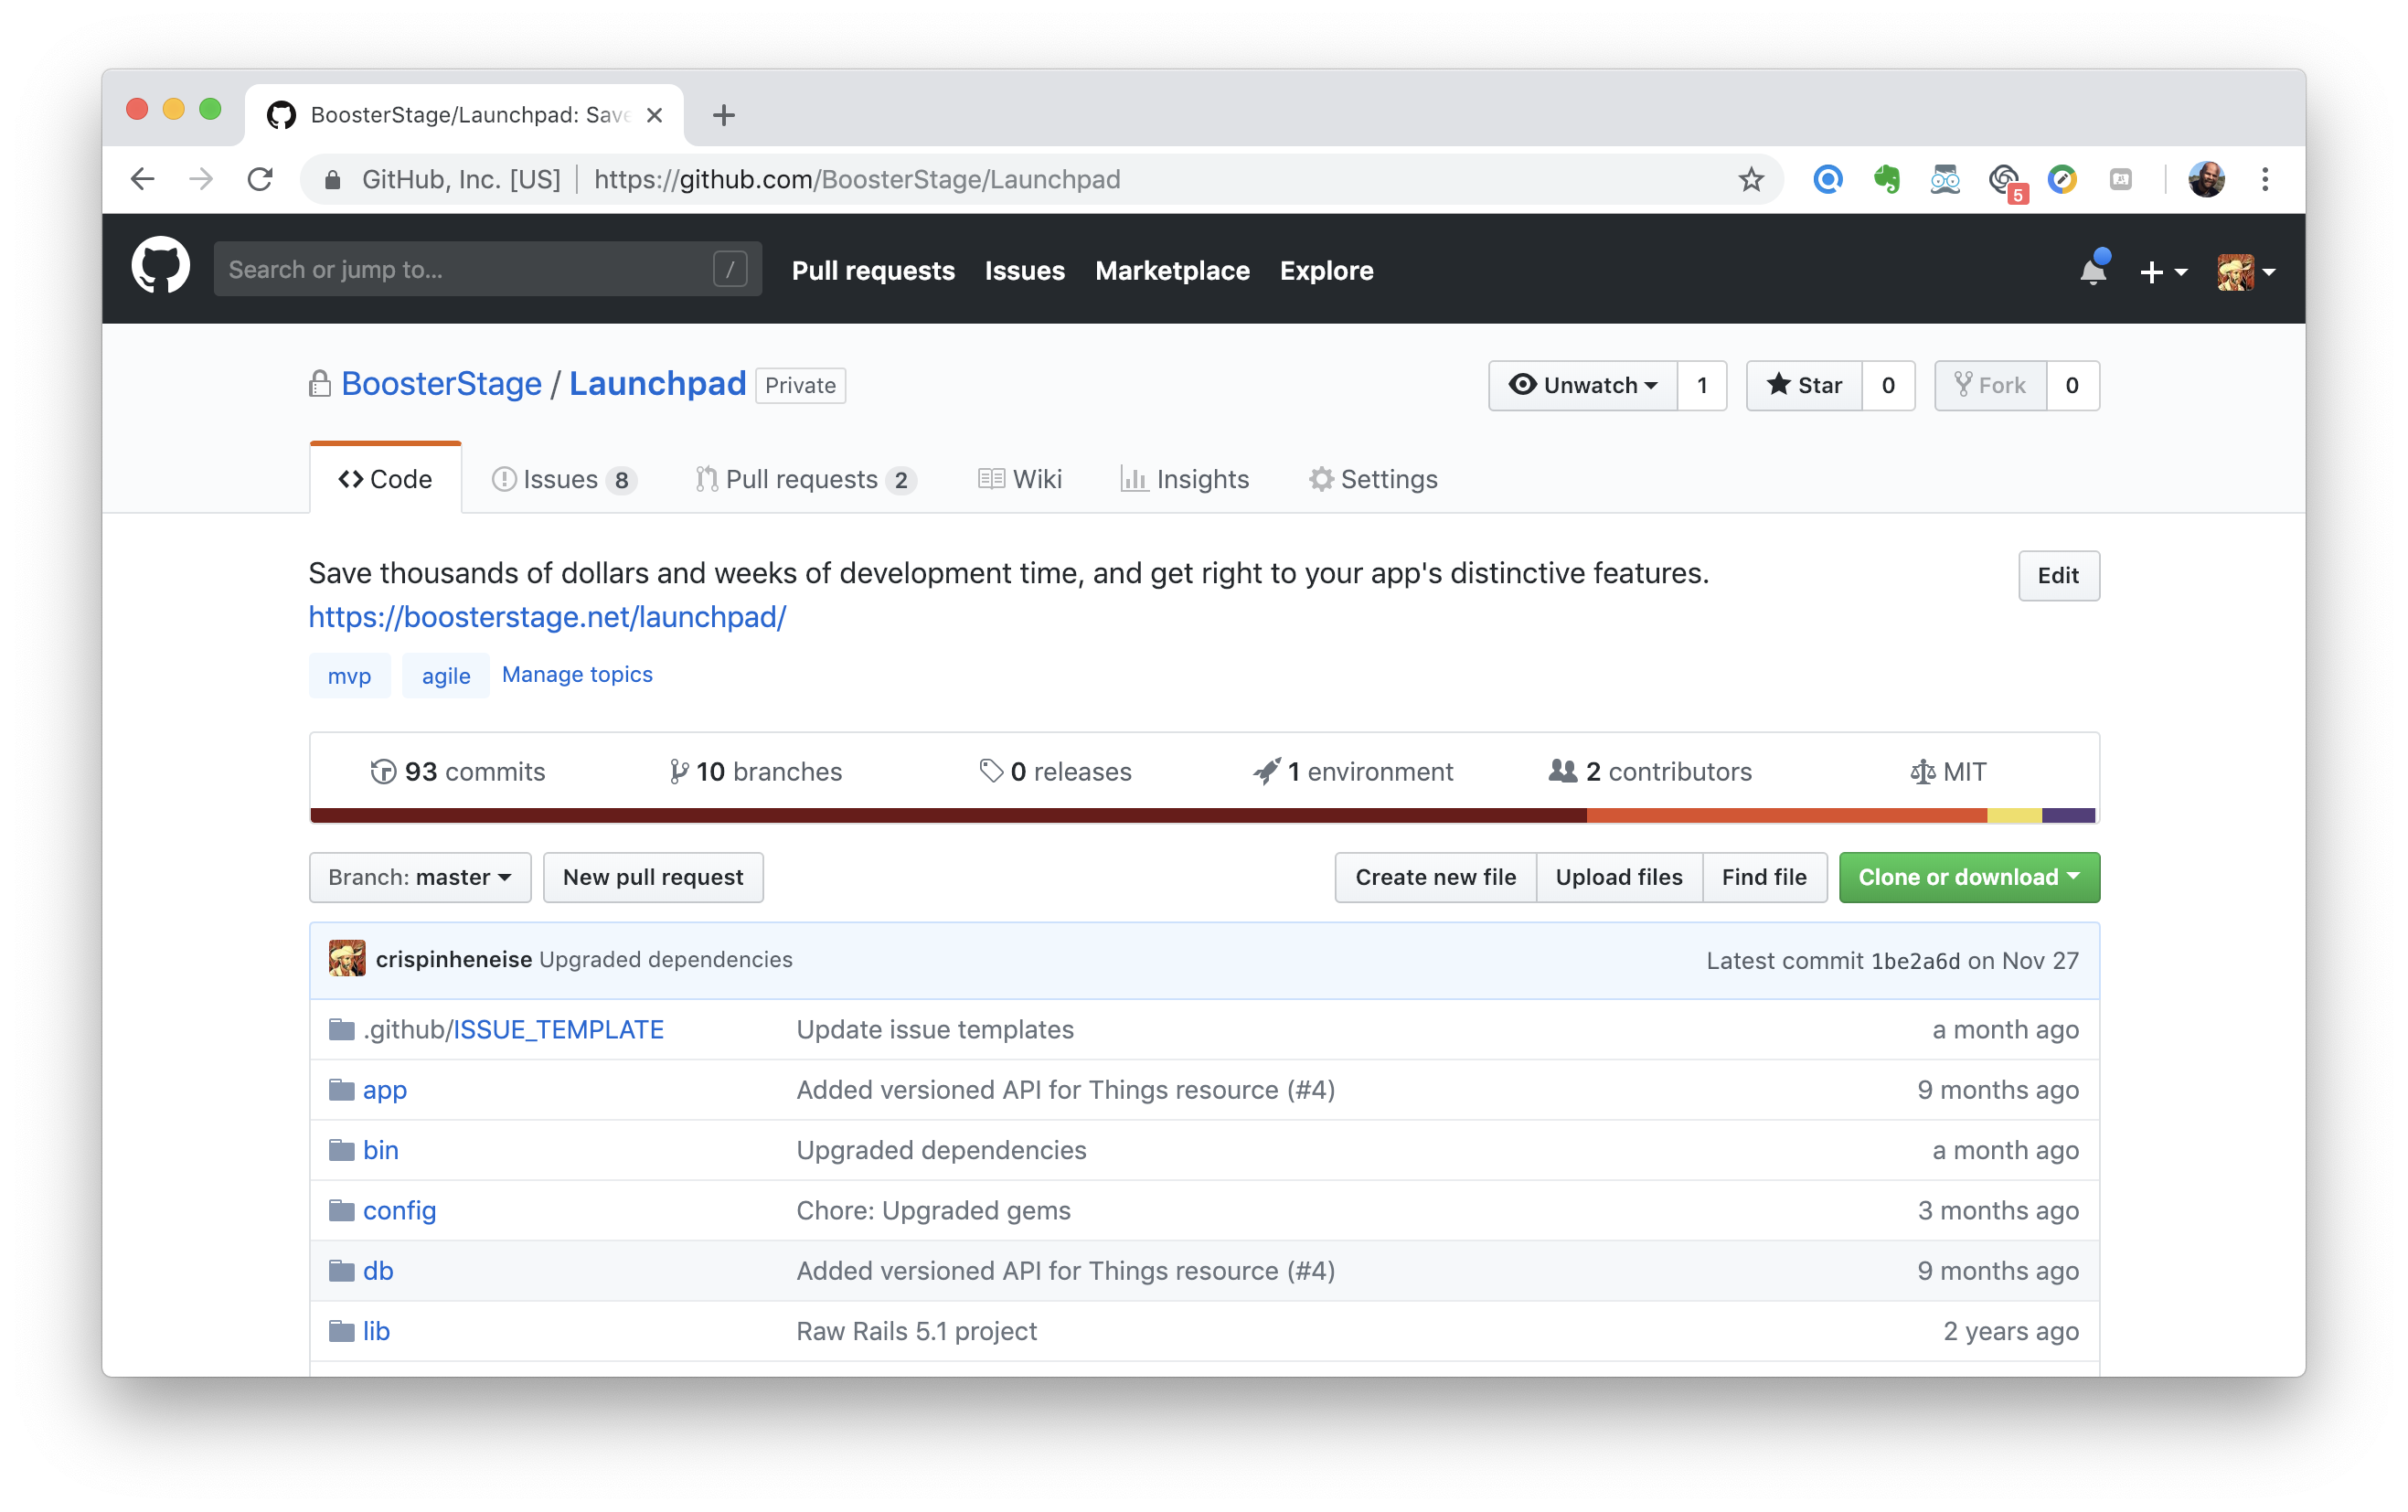 BoosterStage/Launchpad: Save
GitHub, Inc. [US] https://github.com/BoosterStage/Launchpad
5
Search or jump to... / Pull requests Issues Marketplace Explore
BoosterStage / Launchpad Private Unwatch 1 Star 0 Fork 0
Code Issues 8 Pull requests 2 Wiki Insights Settings
Save thousands of dollars and weeks of development time, and get right to your app's distinctive features. Edit
https://boosterstage.net/launchpad/
mvp agile Manage topics
93 commits 10 branches 0 releases 1 environment 2 contributors MIT
Branch: master New pull request Create new file Upload files Find file Clone or download
crispinheneise Upgraded dependencies Latest commit 1be2a6d on Nov 27
.github/ISSUE_TEMPLATE Update issue templates a month ago
app Added versioned API for Things resource (#4) 9 months ago
bin Upgraded dependencies a month ago
config Chore: Upgraded gems 3 months ago
db Added versioned API for Things resource (#4) 9 months ago
lib Raw Rails 5.1 project 2 years ago